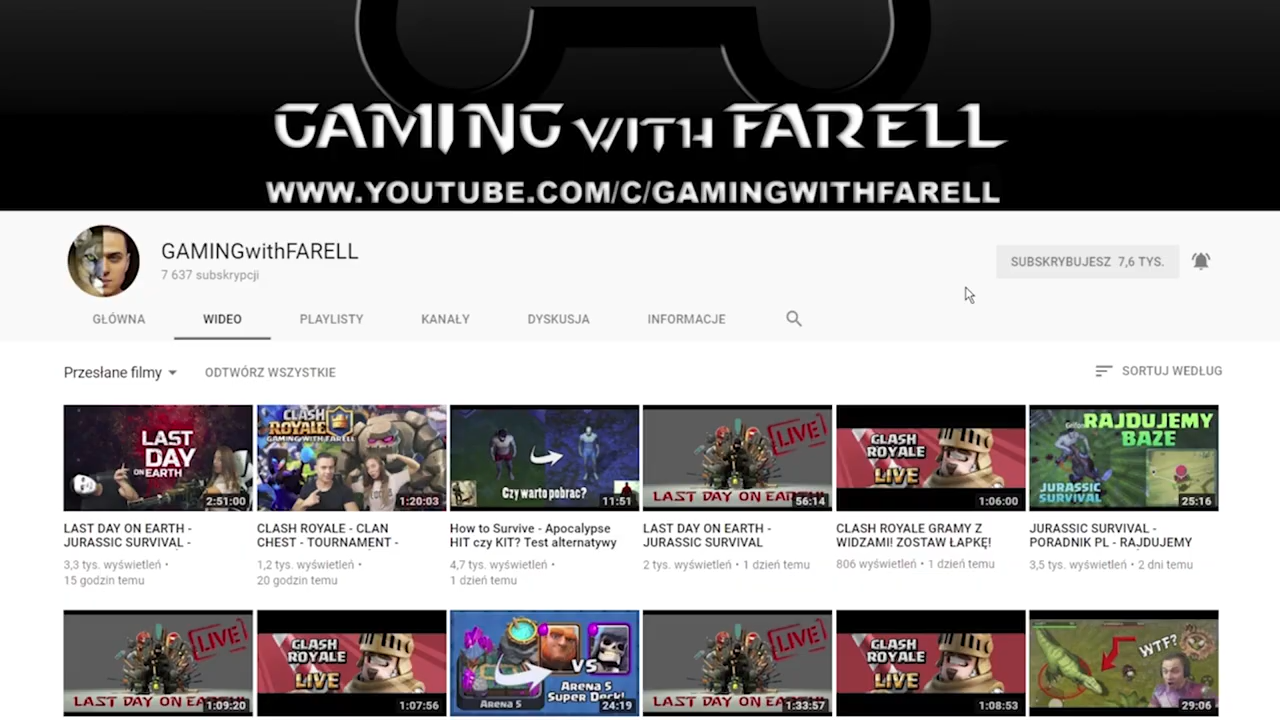 GAMING WITH FARELL
WWW.YOUTUBE.COM/C/GAMINGWITHFARELL
GAMINGwithFARELL
7 637 subskrypcji
SUBSKRYBUJESZ 7,6 TYS.
GŁÓWNA WIDEO PLAYLISTY KANAŁY DYSKUSJA INFORMACJE
Przesłane filmy ODTWÓRZ WSZYSTKIE SORTUJ WEDŁUG
LAST DAY ON EARTH
2:51:00
CLASH ROYALE
GAMING WITH FARELL
1:20:03
Czy warto pobrac?
11:51
LIVE
LAST DAY ON EARTH
56:14
CLASH ROYALE LIVE
1:06:00
RAJDUJEMY BAZE
JURASSIC SURVIVAL
25:16
LAST DAY ON EARTH -
JURASSIC SURVIVAL -
3,3 tys. wyświetleń •
15 godzin temu
CLASH ROYALE - CLAN
CHEST - TOURNAMENT -
1,2 tys. wyświetleń •
20 godzin temu
How to Survive - Apocalypse
HIT czy KIT? Test alternatywy
4,7 tys. wyświetleń •
1 dzień temu
LAST DAY ON EARTH -
JURASSIC SURVIVAL
2 tys. wyświetleń • 1 dzień temu
CLASH ROYALE GRAMY Z
WIDZAMI! ZOSTAW ŁAPKĘ!
806 wyświetleń • 1 dzień temu
JURASSIC SURVIVAL -
PORADNIK PL - RAJDUJEMY
3,5 tys. wyświetleń • 2 dni temu
LIVE
LAST DAY ON EARTH
1:09:20
CLASH ROYALE LIVE
1:07:56
VS
Arena 5
Arena 5
Super Deck!
24:19
LIVE
LAST DAY ON EARTH
1:33:57
CLASH ROYALE LIVE
1:08:53
WTF?
29:06